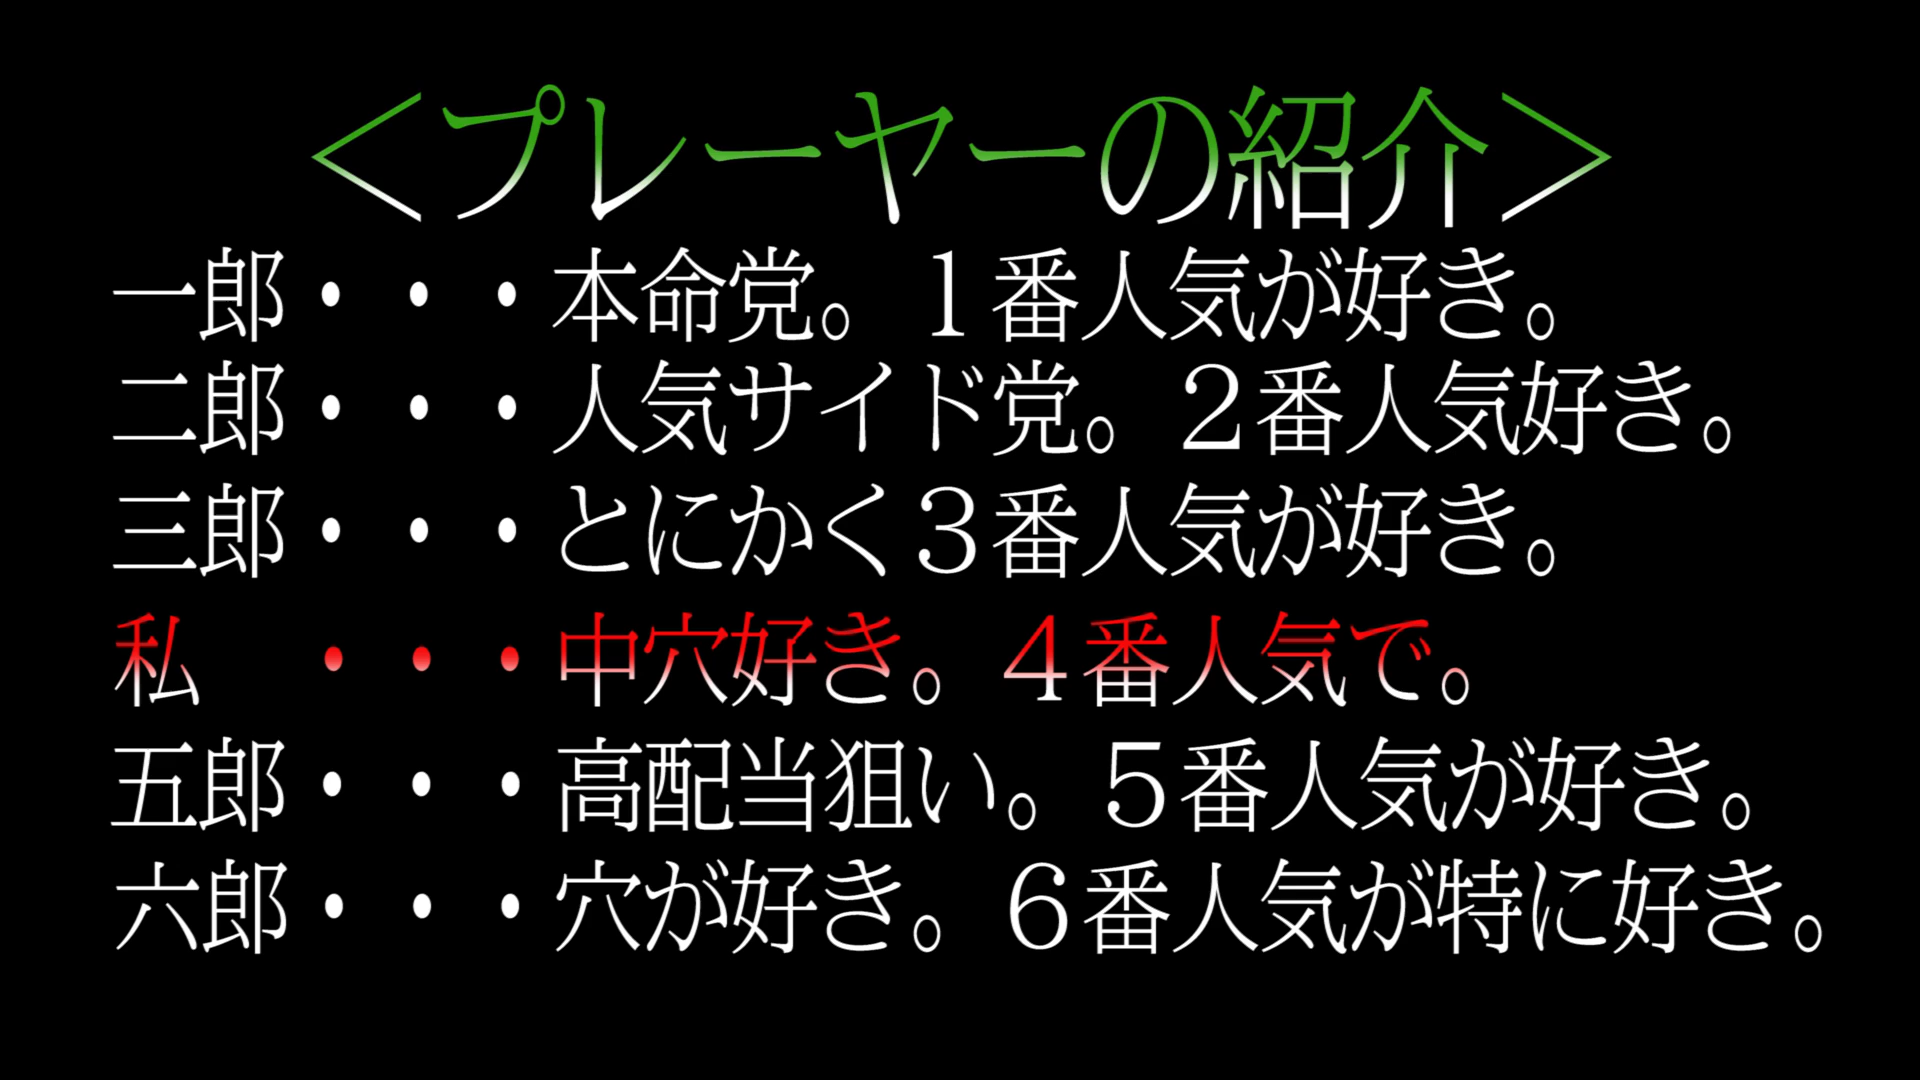 ＜プレーヤーの紹介＞
一郎・・・本命党。１番人気が好き。
二郎・・・人気サイド党。２番人気好き。
三郎・・・とにかく３番人気が好き。
私　・・・中穴好き。４番人気で。
五郎・・・高配当狙い。５番人気が好き。
六郎・・・穴が好き。６番人気が特に好き。